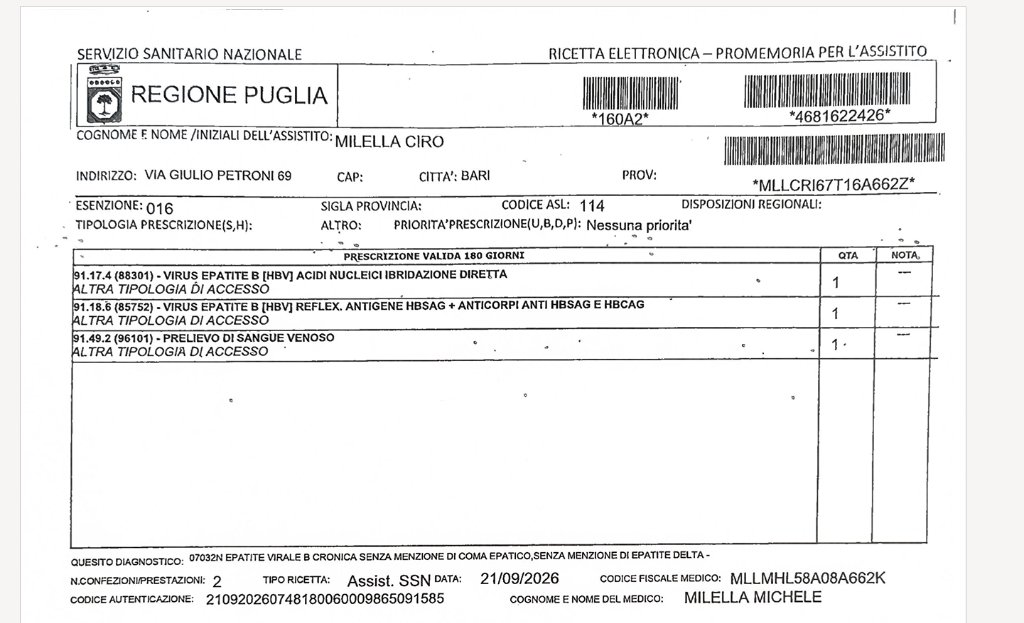 SERVIZIO SANITARIO NAZIONALE RICETTA ELETTRONICA – PROMEMORIA PER L'ASSISTITO
REGIONE PUGLIA
*160A2* *4681622426*
COGNOME E NOME /INIZIALI DELL'ASSISTITO: MILELLA CIRO
INDIRIZZO: VIA GIULIO PETRONI 69 CAP: CITTA': BARI PROV:
*MLLCRI67T16A662Z*
ESENZIONE: 016 SIGLA PROVINCIA: CODICE ASL: 114 DISPOSIZIONI REGIONALI:
TIPOLOGIA PRESCRIZIONE(S,H): ALTRO: PRIORITA'PRESCRIZIONE(U,B,D,P): Nessuna priorita'
PRESCRIZIONE VALIDA 180 GIORNI QTA NOTA
91.17.4 (88301) - VIRUS EPATITE B [HBV] ACIDI NUCLEICI IBRIDAZIONE DIRETTA 1 ---
ALTRA TIPOLOGIA DI ACCESSO
91.18.6 (85752) - VIRUS EPATITE B [HBV] REFLEX. ANTIGENE HBSAG + ANTICORPI ANTI HBSAG E HBCAG 1 ---
ALTRA TIPOLOGIA DI ACCESSO
91.49.2 (96101) - PRELIEVO DI SANGUE VENOSO 1 ---
ALTRA TIPOLOGIA DI ACCESSO
QUESITO DIAGNOSTICO: 07032N EPATITE VIRALE B CRONICA SENZA MENZIONE DI COMA EPATICO,SENZA MENZIONE DI EPATITE DELTA -
N.CONFEZIONI/PRESTAZIONI: 2 TIPO RICETTA: Assist. SSN DATA: 21/09/2026 CODICE FISCALE MEDICO: MLLMHL58A08A662K
CODICE AUTENTICAZIONE: 210920260748180060009865091585 COGNOME E NOME DEL MEDICO: MILELLA MICHELE